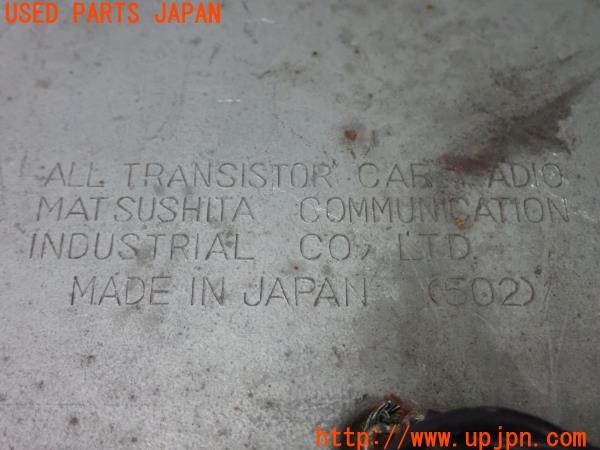 USED PARTS JAPAN
ALL TRANSISTOR CAR ADIO
MATSUSHITA COMMUNICATION
INDUSTRIAL CO, LTD.
MADE IN JAPAN (502)
http://www.upjpn.com/